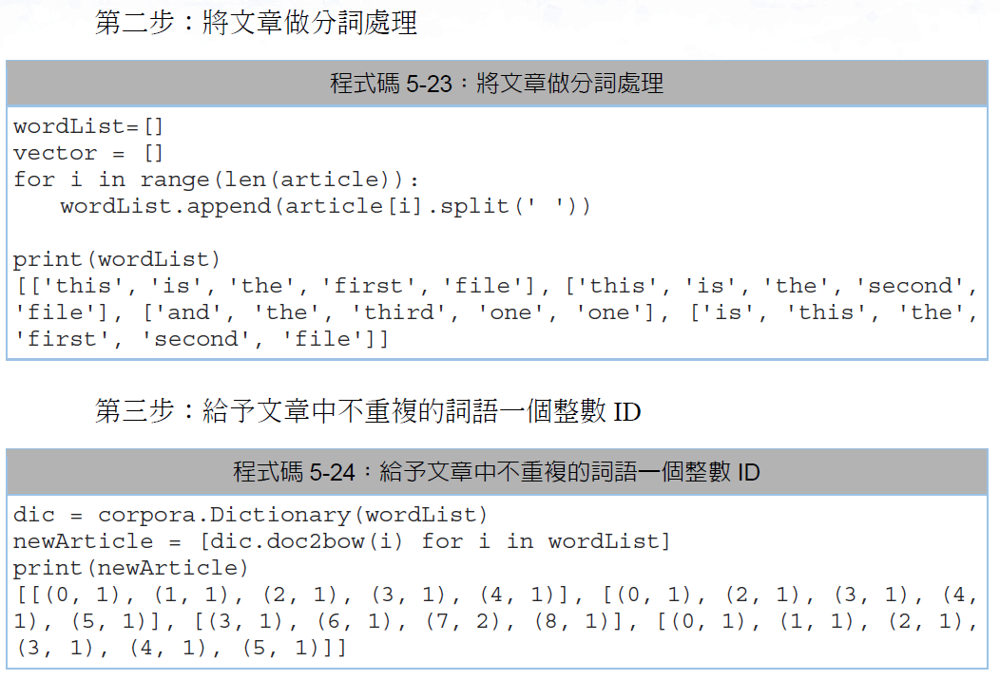 第二步：將文章做分詞處理
程式碼 5-23：將文章做分詞處理
wordList=[]
vector = []
for i in range(len(article)):
    wordList.append(article[i].split(' '))
print(wordList)
[['this', 'is', 'the', 'first', 'file'], ['this', 'is', 'the', 'second',
'file'], ['and', 'the', 'third', 'one', 'one'], ['is', 'this', 'the',
'first', 'second', 'file']]
第三步：給予文章中不重複的詞語一個整數 ID
程式碼 5-24：給予文章中不重複的詞語一個整數 ID
dic = corpora.Dictionary(wordList)
newArticle = [dic.doc2bow(i) for i in wordList]
print(newArticle)
[[(0, 1), (1, 1), (2, 1), (3, 1), (4, 1)], [(0, 1), (2, 1), (3, 1), (4,
1), (5, 1)], [(3, 1), (6, 1), (7, 2), (8, 1)], [(0, 1), (1, 1), (2, 1),
(3, 1), (4, 1), (5, 1)]]